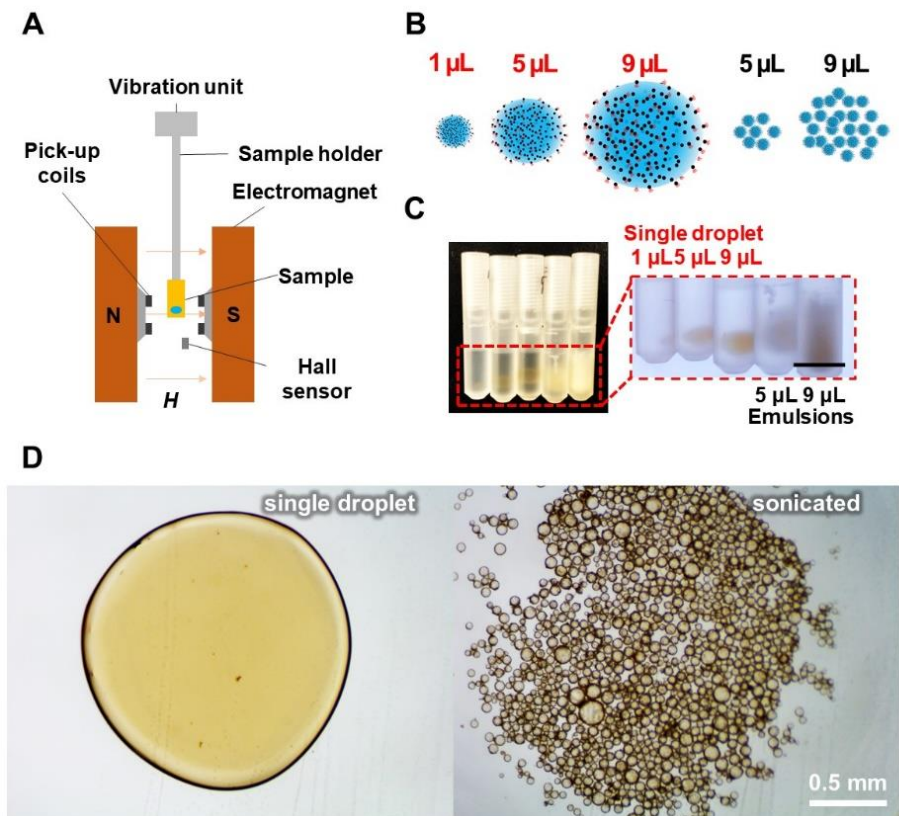 A
Vibration unit
Pick-up
coils
Sample holder
Electromagnet
Sample
N
S
Hall
sensor
H
B
1 µL
5 µL
9 µL
5 µL
9 µL
C
Single droplet
1 µL 5 µL 9 µL
5 µL 9 µL
Emulsions
D
single droplet
sonicated
0.5 mm